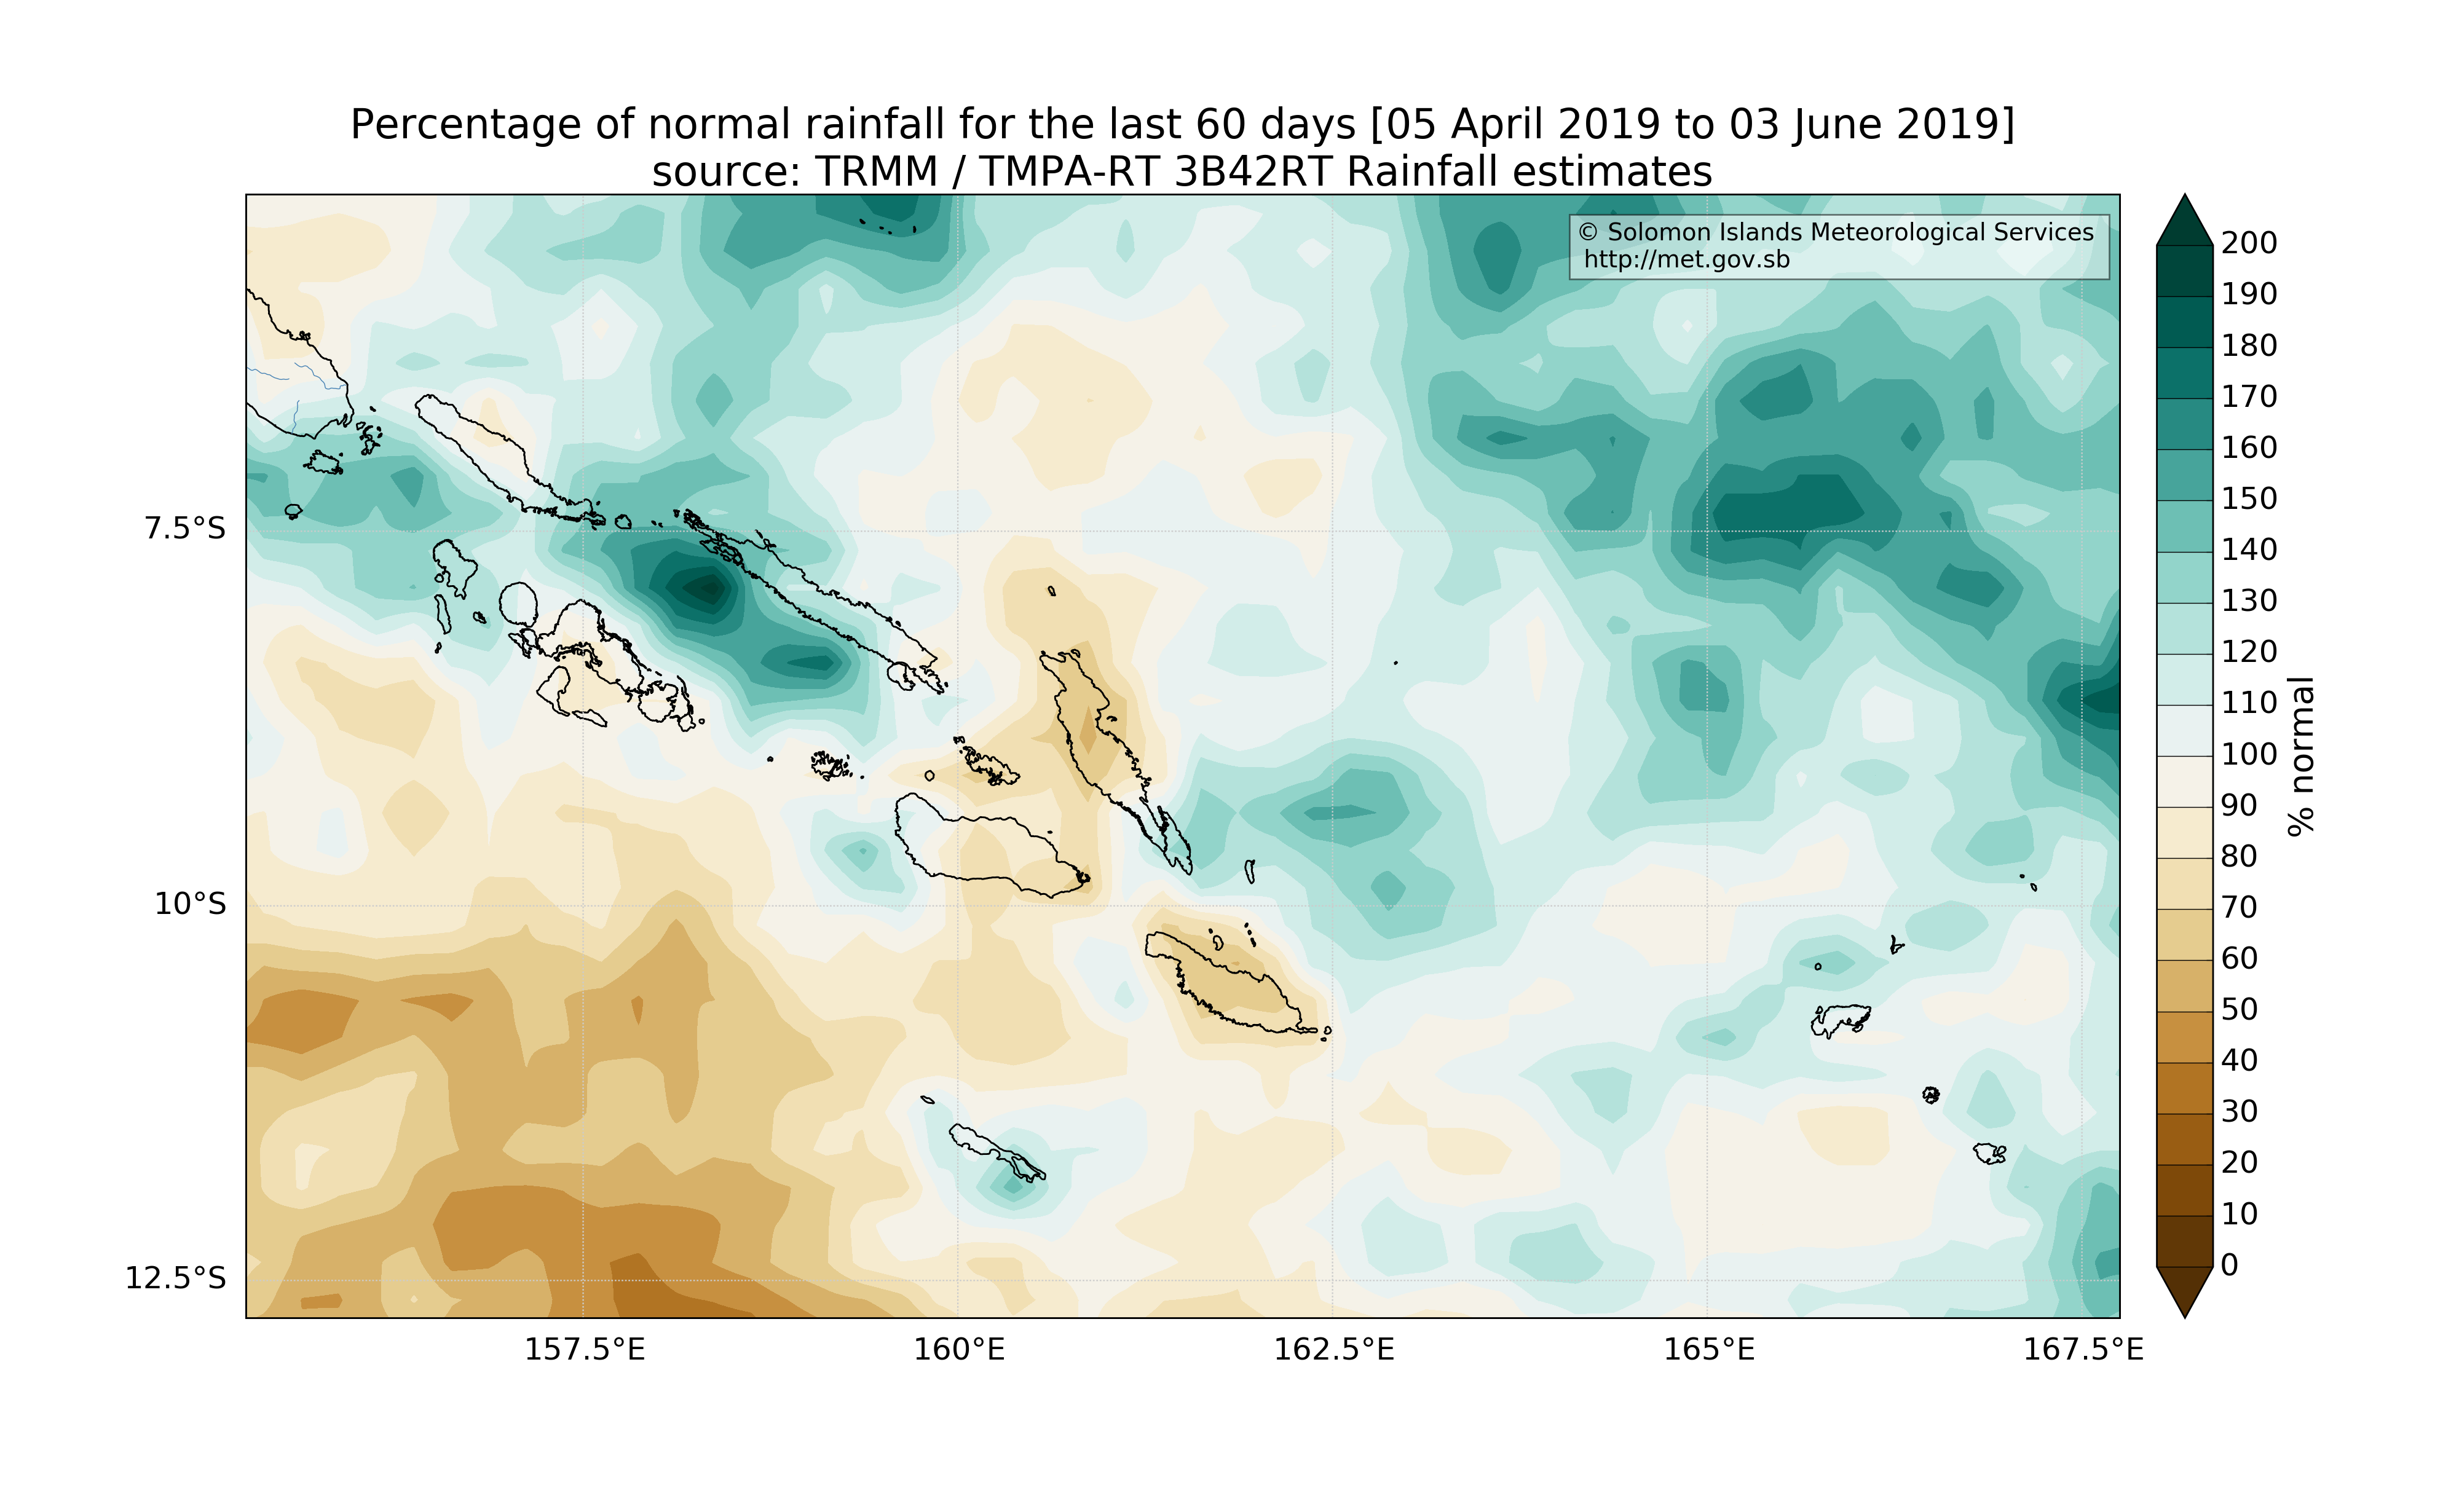 Percentage of normal rainfall for the last 60 days [05 April 2019 to 03 June 2019]
source: TRMM / TMPA-RT 3B42RT Rainfall estimates
© Solomon Islands Meteorological Services
http://met.gov.sb
7.5°S
10°S
12.5°S
157.5°E
160°E
162.5°E
165°E
167.5°E
200
190
180
170
160
150
140
130
120
110
100
90
80
70
60
50
40
30
20
10
0
% normal